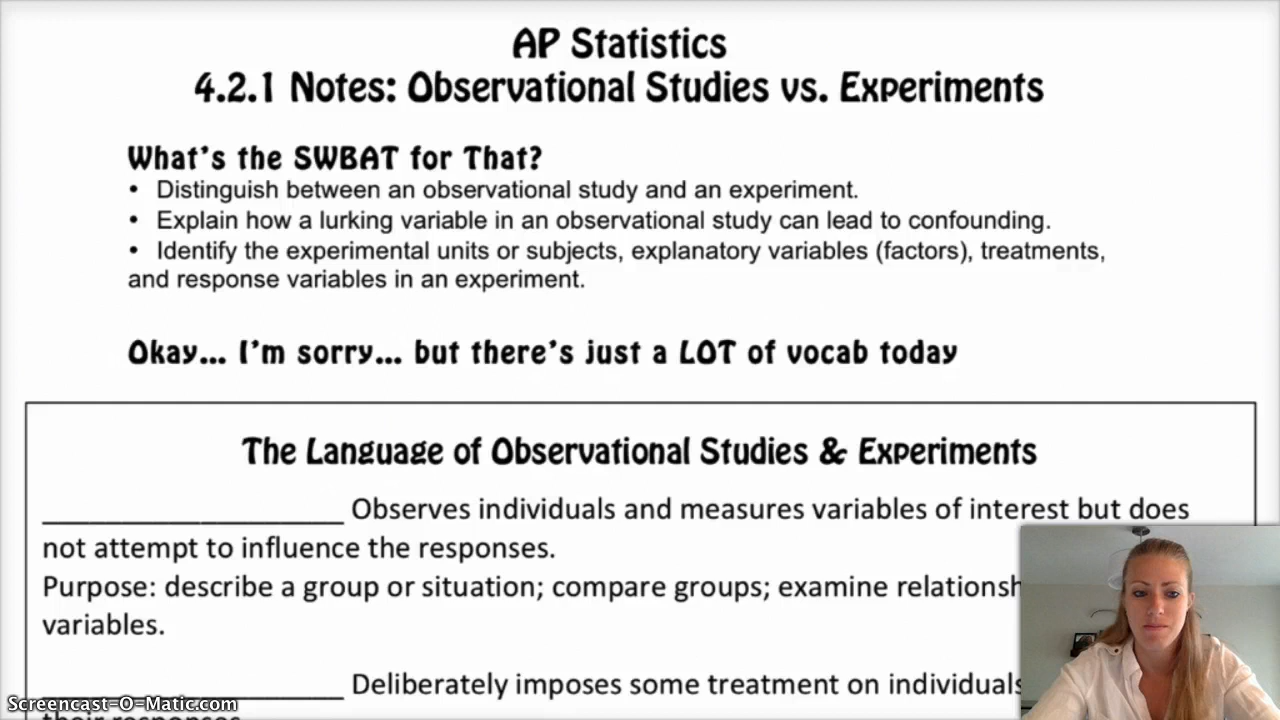 AP Statistics
4.2.1 Notes: Observational Studies vs. Experiments
What's the SWBAT for That?
• Distinguish between an observational study and an experiment.
• Explain how a lurking variable in an observational study can lead to confounding.
• Identify the experimental units or subjects, explanatory variables (factors), treatments,
and response variables in an experiment.
Okay... I'm sorry... but there's just a LOT of vocab today
The Language of Observational Studies & Experiments
____________________ Observes individuals and measures variables of interest but does
not attempt to influence the responses.
Purpose: describe a group or situation; compare groups; examine relationsh
variables.
____________________ Deliberately imposes some treatment on individuals
their responses
Screencast-O-Matic.com